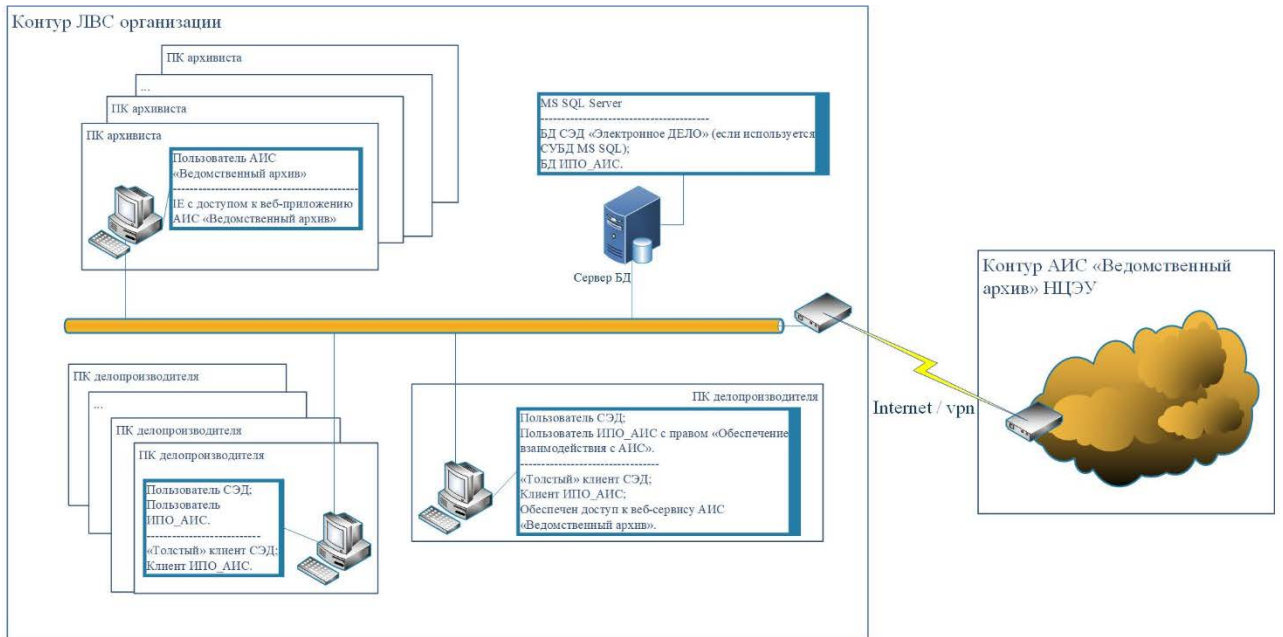 Контур ЛВС организации
ПК архивиста
...
ПК архивиста
ПК архивиста
Пользователь АИС
«Ведомственный архив»
------------------------------------------
IE с доступом к веб-приложению
АИС «Ведомственный архив»
MS SQL Server
----------------------------------------
БД СЭД «Электронное ДЕЛО» (если используется
СУБД MS SQL);
БД ИПО_АИС.
Сервер БД
Контур АИС «Ведомственный
архив» НЦЭУ
Internet / vpn
ПК делопроизводителя
...
ПК делопроизводителя
ПК делопроизводителя
Пользователь СЭД;
Пользователь
ИПО_АИС.
--------------------------
«Толстый» клиент СЭД;
Клиент ИПО_АИС.
ПК делопроизводителя
Пользователь СЭД;
Пользователь ИПО_АИС с правом «Обеспечение
взаимодействия с АИС».
--------------------------------
«Толстый» клиент СЭД;
Клиент ИПО_АИС;
Обеспечен доступ к веб-сервису АИС
«Ведомственный архив».